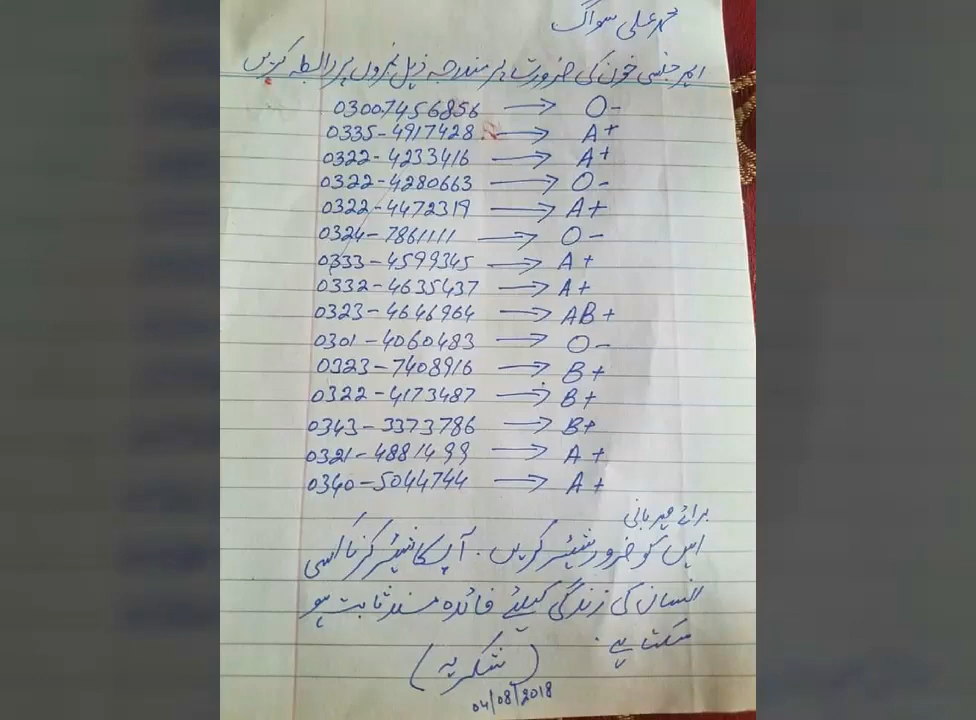 محمد علی سواگ
ایمرجنسی خون کی ضرورت پر مندرجہ ذیل نمبروں پر رابطہ کریں
03007456856 → O-
0335-4917428 → A+
0322-4233416 → A+
0322-4280663 → O-
0322-4472319 → A+
0324-7861111 → O-
0333-4599345 → A+
0332-4635437 → A+
0323-4646964 → AB+
0301-4060483 → O-
0323-7408916 → B+
0322-4173487 → B+
0343-3373786 → B+
0321-4881499 → A+
0340-5044744 → A+
برائے مہربانی
اس کو ضرور شیئر کریں. آپکا شیئر کرنا کسی
انسان کی زندگی کیلئے فائدہ مند ثابت ہو
سکتا ہے.
(شکریہ)
04/08/2018